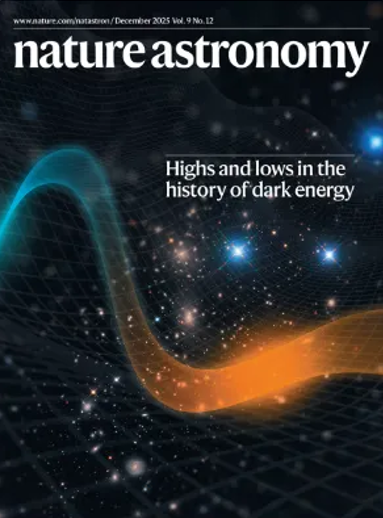 www.nature.com/natastron / December 2025 Vol. 9 No. 12
nature astronomy
Highs and lows in the
history of dark energy